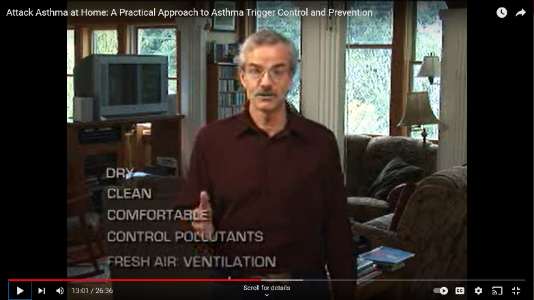 Attack Asthma at Home: A Practical Approach to Asthma Trigger Control and Prevention
DRY
CLEAN
COMFORTABLE
CONTROL POLLUTANTS
FRESH AIR: VENTILATION
13:01 / 26:36
Scroll for details
CC